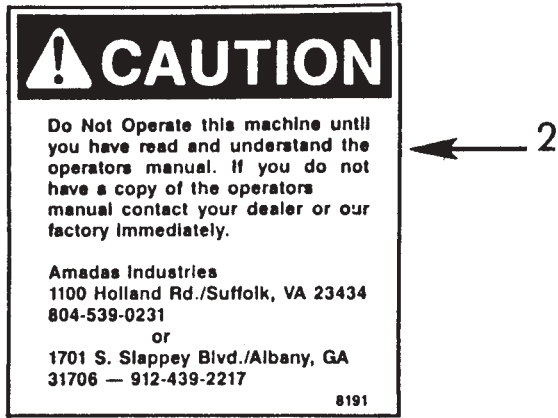 CAUTION
Do Not Operate this machine until
you have read and understand the
operators manual. If you do not
have a copy of the operators
manual contact your dealer or our
factory immediately.
Amadas Industries
1100 Holland Rd./Suffolk, VA 23434
804-539-0231
or
1701 S. Slappey Blvd./Albany, GA
31706 — 912-439-2217
8191
2